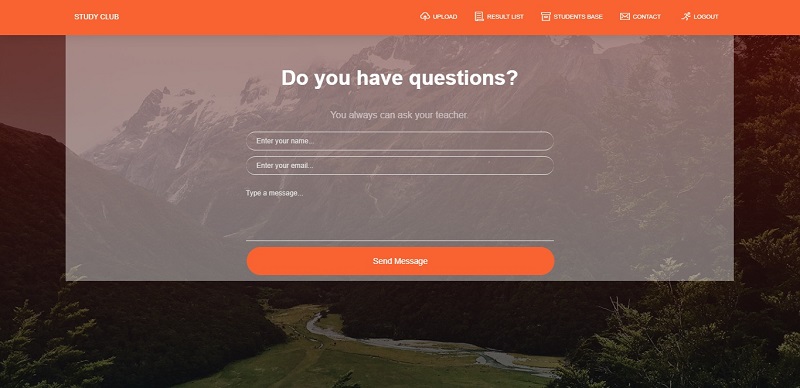 STUDY CLUB
UPLOAD
RESULT LIST
STUDENTS BASE
CONTACT
LOGOUT
Do you have questions?
You always can ask your teacher.
Enter your name...
Enter your email...
Type a message...
Send Message